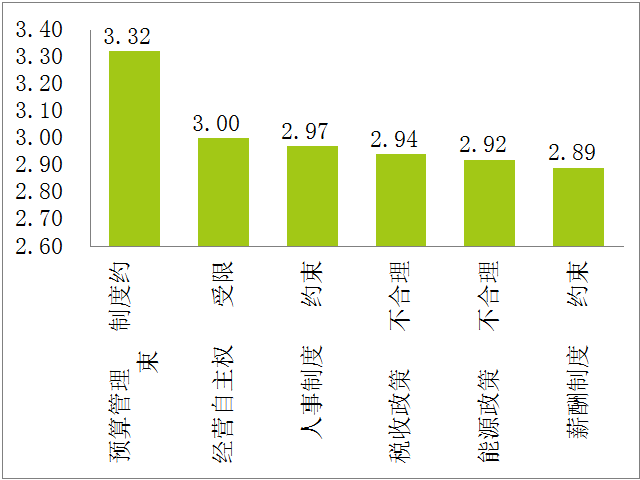 3.40
3.30
3.20
3.10
3.00
2.90
2.80
2.70
2.60
3.32
3.00
2.97
2.94
2.92
2.89
预算管理制度约
束
经营自主权受限
人事制度约束
税收政策不合理
能源政策不合理
薪酬制度约束